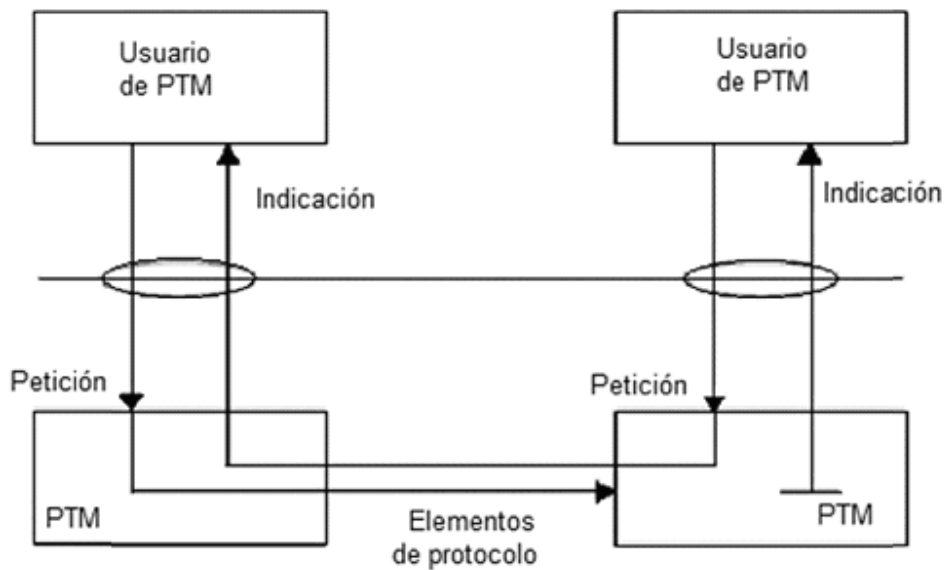 Usuario
de PTM
Usuario
de PTM
Indicación
Indicación
Petición
Petición
PTM
Elementos
de protocolo
PTM